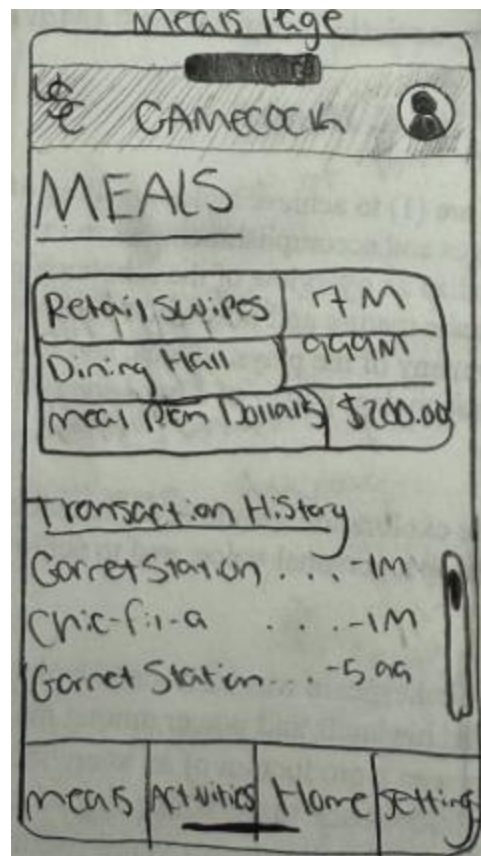 Meals Page
USC
GAMECOCK
MEALS
Retail Swipes 7M
Dining Hall 999M
Meal Plan Dollars $200.00
Transaction History
Garnet Station . . . -1M
Chic-fil-a . . . -1M
Garnet Station . . -5.99
Meals Activities Home Setting